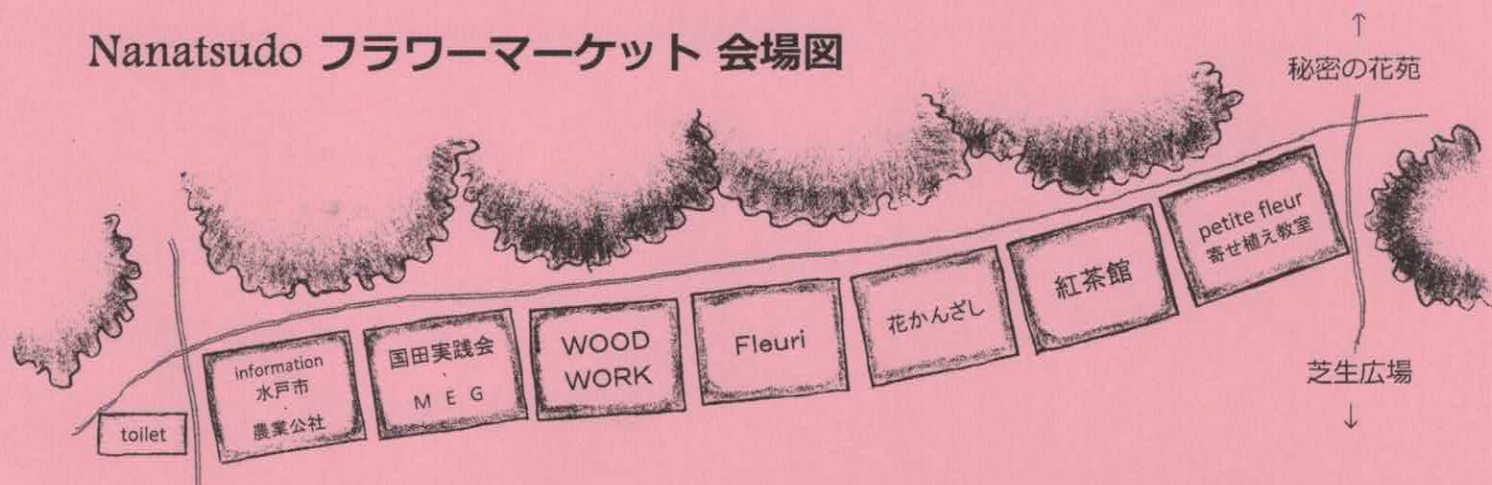 Nanatsudo フラワーマーケット 会場図
↑
秘密の花苑
petite fleur
寄せ植え教室
紅茶館
花かんざし
Fleuri
WOOD
WORK
国田実践会
・
M E G
information
水戸市
・
農業公社
toilet
芝生広場
↓